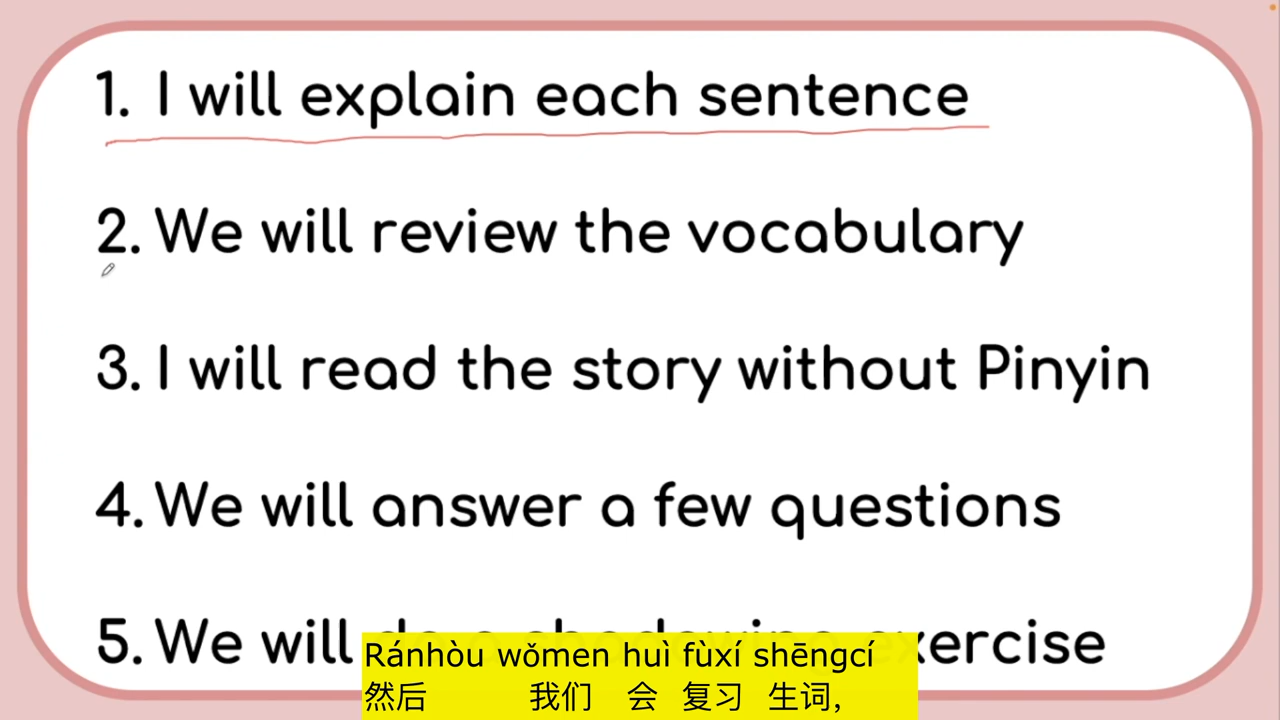 1. I will explain each sentence
2. We will review the vocabulary
3. I will read the story without Pinyin
4. We will answer a few questions
5. We will do a shadowing exercise
Ránhòu wǒmen huì fùxí shēngcí
然后 我们 会 复习 生词,